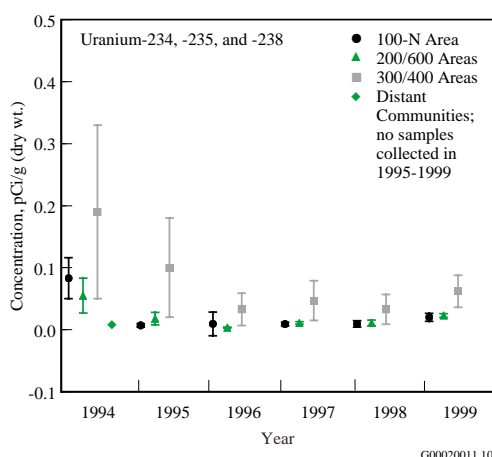 0.5
Uranium-234, -235, and -238
100-N Area
200/600 Areas
300/400 Areas
Distant
Communities;
no samples
collected in
1995-1999
0.4
0.3
0.2
0.1
0.0
-0.1
Concentration, pCi/g (dry wt.)
1994 1995 1996 1997 1998 1999
Year
G00020011.10